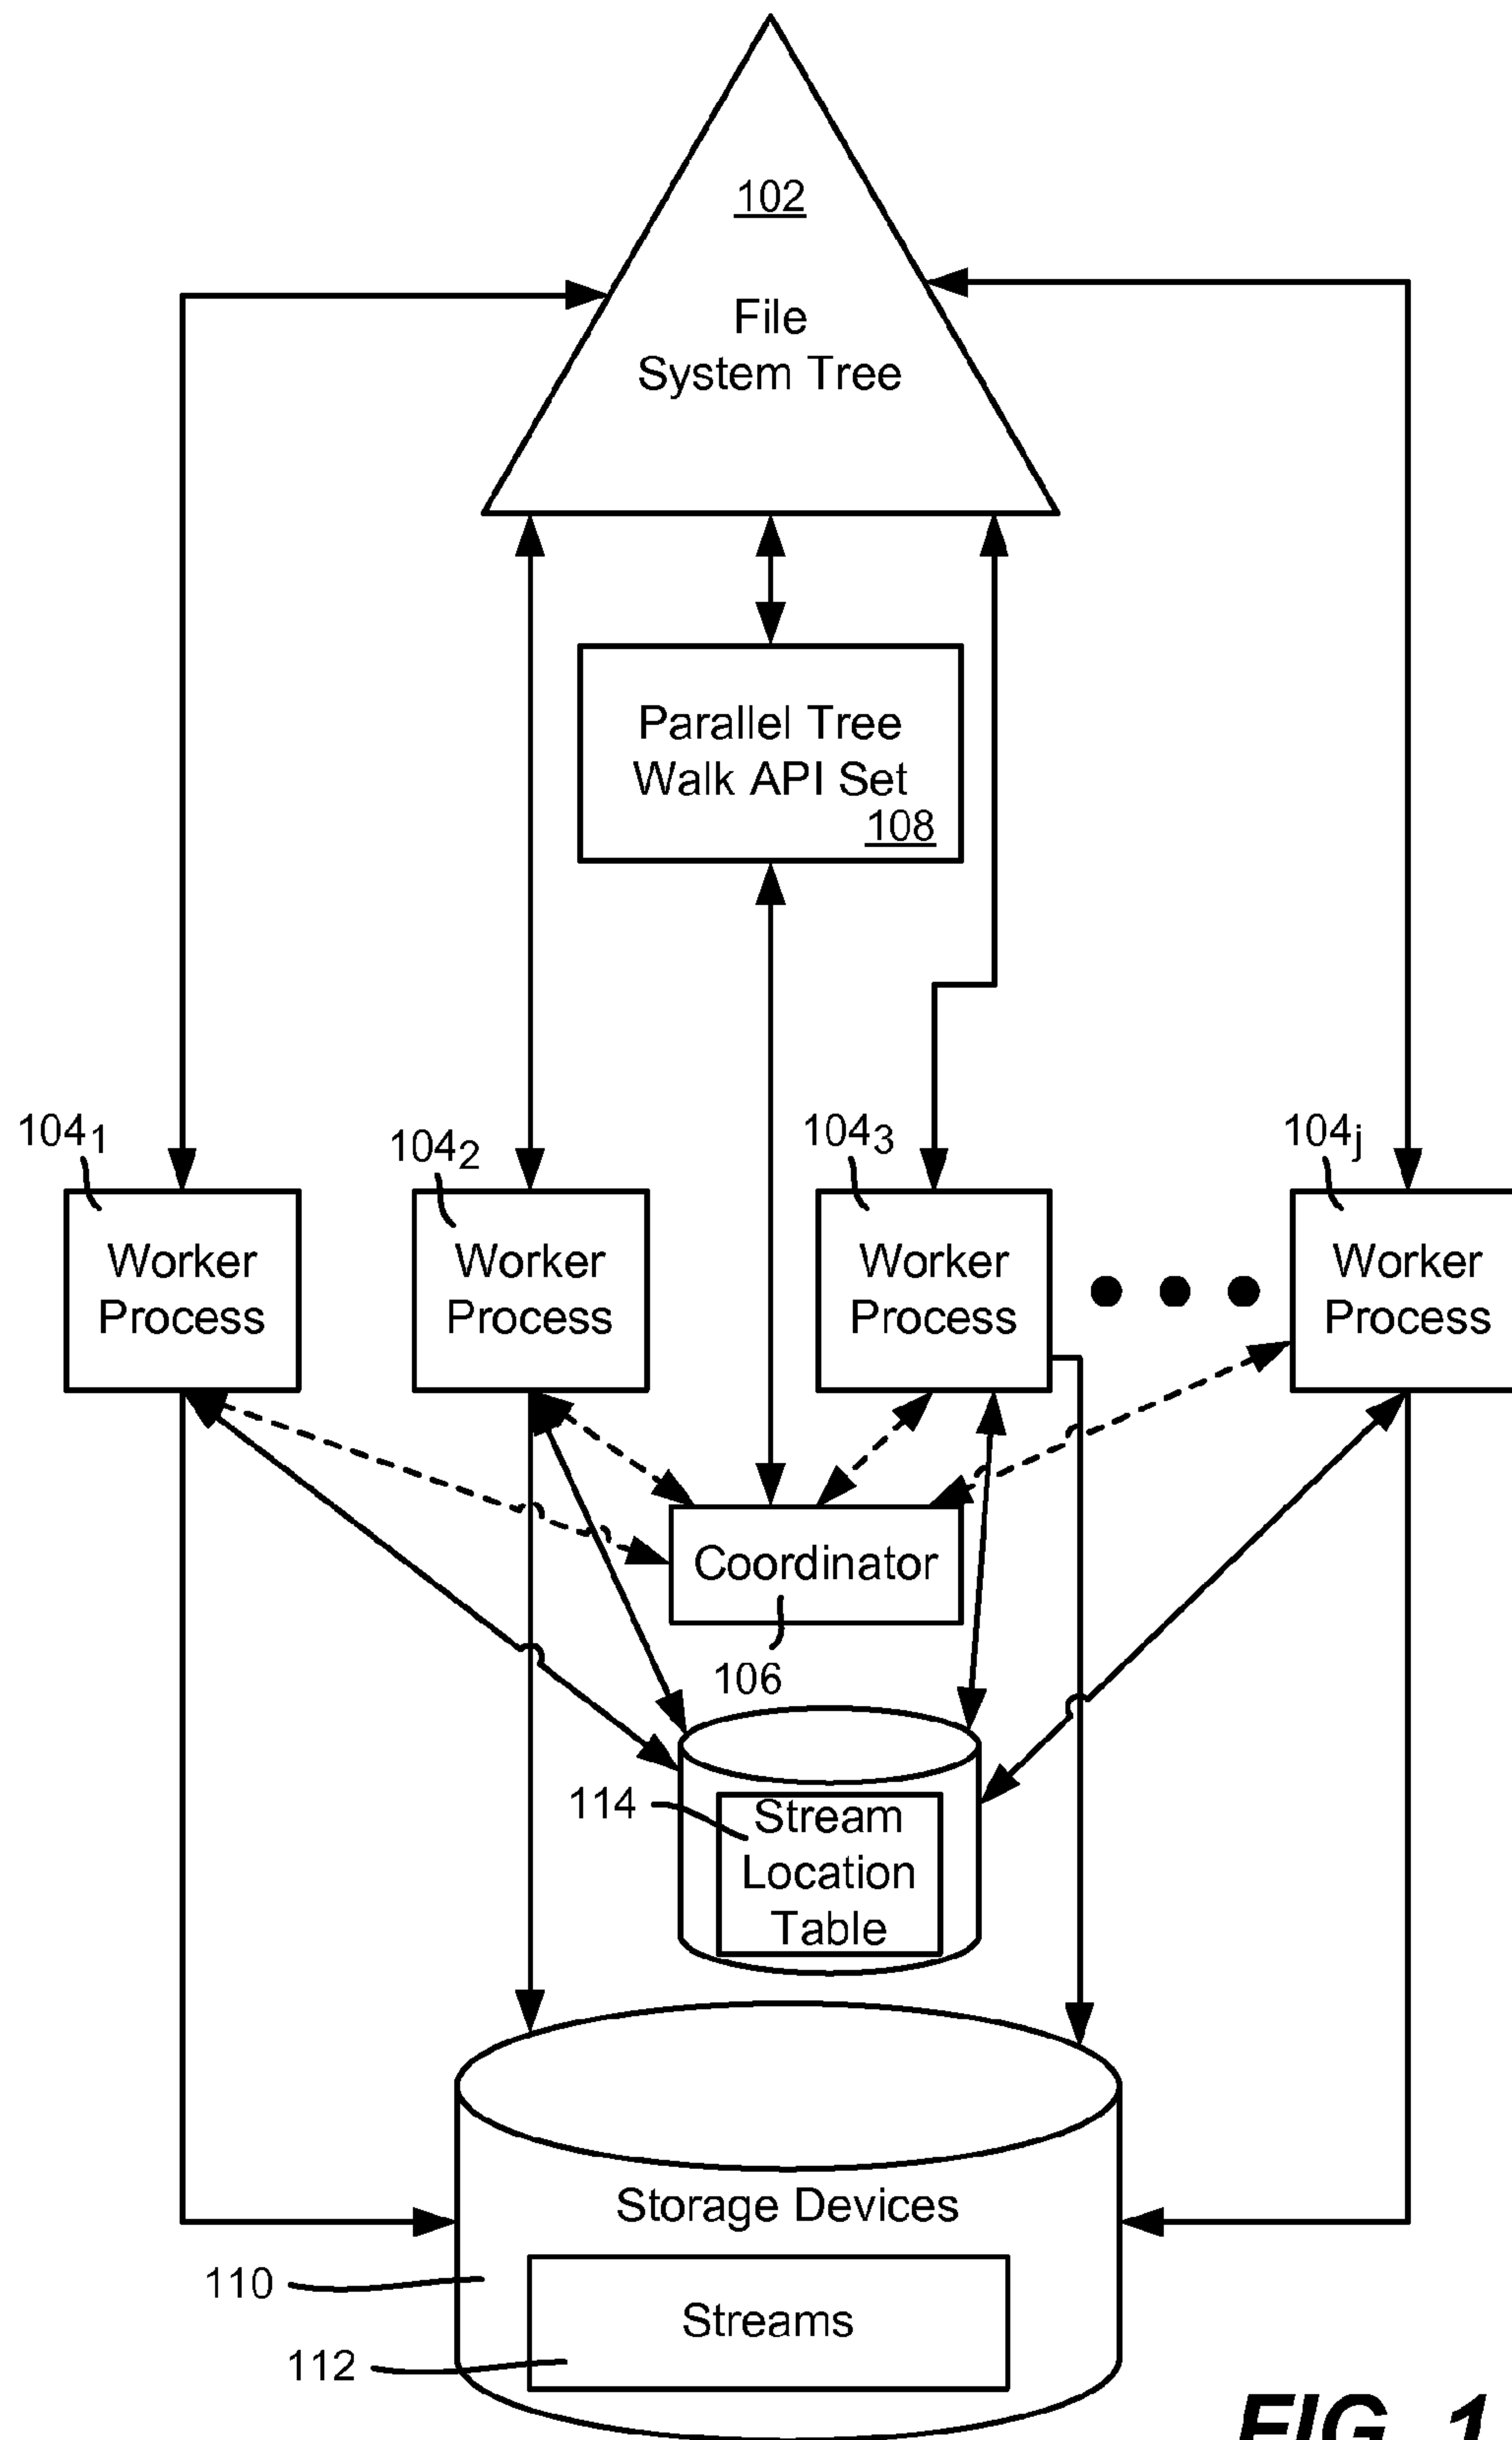 102
File
System Tree
Parallel Tree
Walk API Set
108
104₁
104₂
104₃
104ⱼ
Worker
Process
Worker
Process
Worker
Process
Worker
Process
Coordinator
106
114
Stream
Location
Table
Storage Devices
110
Streams
112
FIG. 1